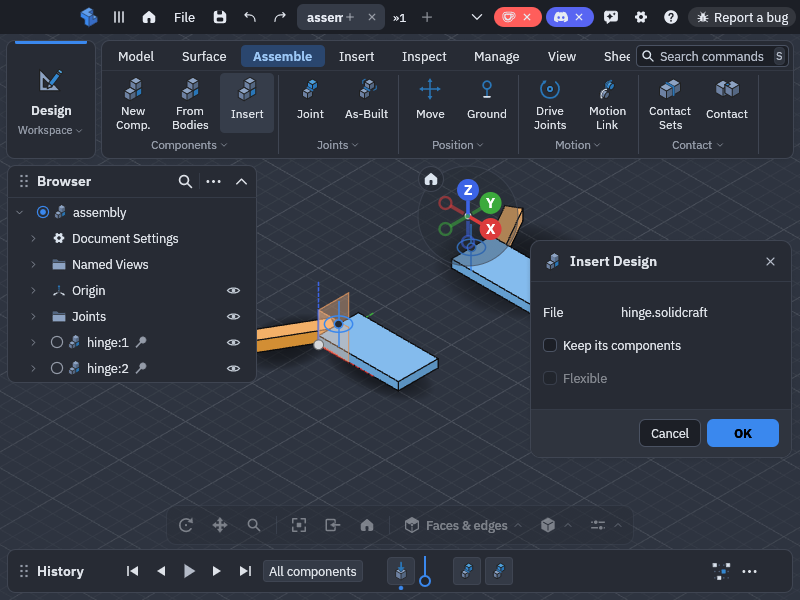 File
assem
»1
Report a bug
Design
Workspace
Model
Surface
Assemble
Insert
Inspect
Manage
View
Shee
Search commands
S
New Comp.
From Bodies
Insert
Components
Joint
As-Built
Joints
Move
Ground
Position
Drive Joints
Motion Link
Motion
Contact Sets
Contact
Contact
Browser
assembly
Document Settings
Named Views
Origin
Joints
hinge:1
hinge:2
Z
Y
X
Insert Design
File
hinge.solidcraft
Keep its components
Flexible
Cancel
OK
Faces & edges
History
All components